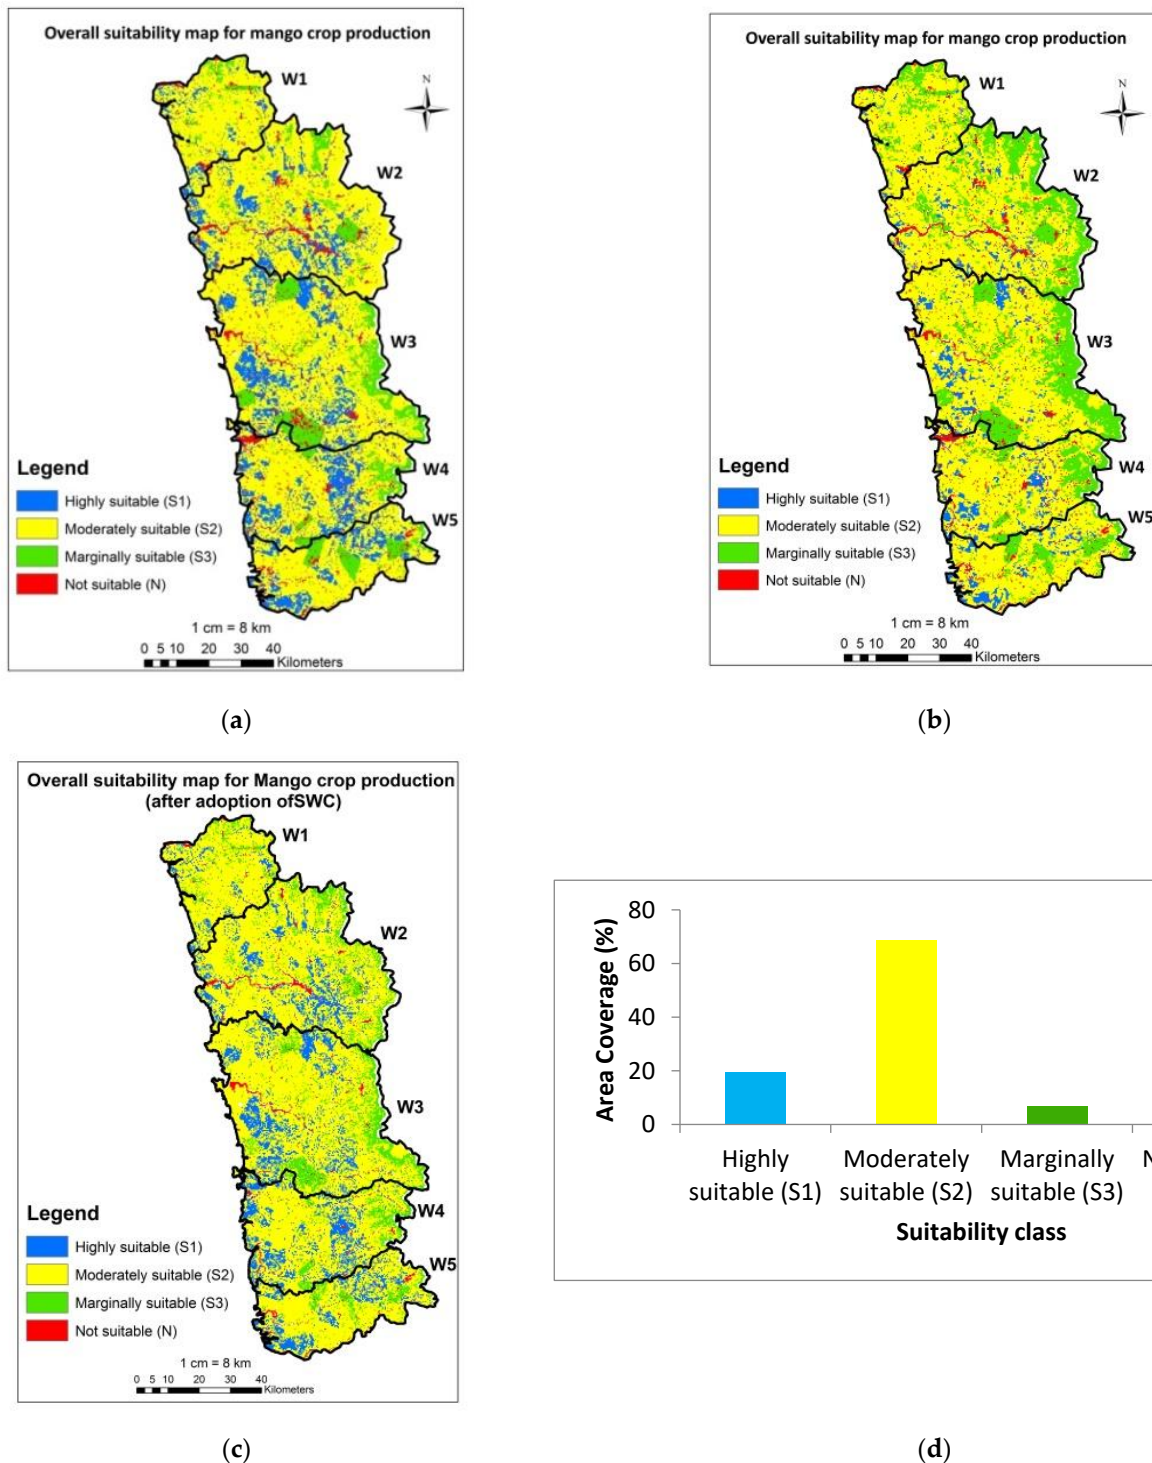 Overall suitability map for mango crop production
N
W1
W2
W3
W4
W5
Legend
Highly suitable (S1)
Moderately suitable (S2)
Marginally suitable (S3)
Not suitable (N)
1 cm = 8 km
0 5 10 20 30 40
Kilometers
(a)
Overall suitability map for mango crop production
N
W1
W2
W3
W4
W5
Legend
Highly suitable (S1)
Moderately suitable (S2)
Marginally suitable (S3)
Not suitable (N)
1 cm = 8 km
0 5 10 20 30 40
Kilometers
(b)
Overall suitability map for Mango crop production
(after adoption ofSWC)
W1
W2
W3
W4
W5
Legend
Highly suitable (S1)
Moderately suitable (S2)
Marginally suitable (S3)
Not suitable (N)
1 cm = 8 km
0 5 10 20 30 40
Kilometers
(c)
Area Coverage (%)
80
60
40
20
0
Highly
suitable (S1)
Moderately
suitable (S2)
Marginally
suitable (S3)
N
Suitability class
(d)